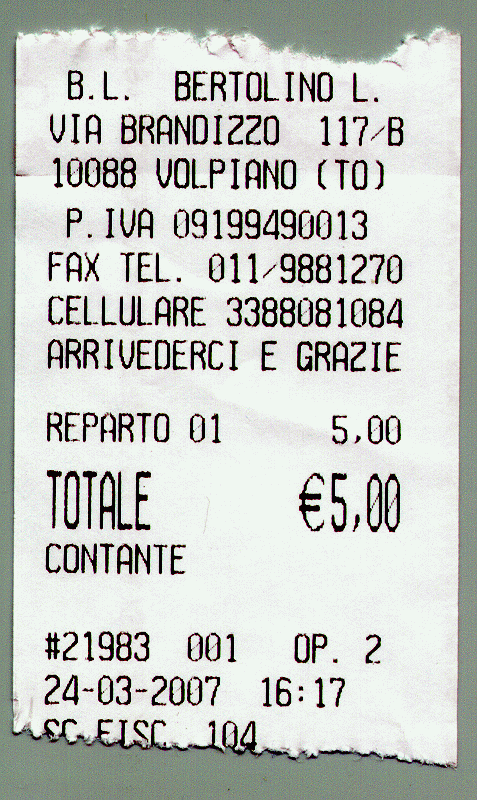 B.L. BERTOLINO L.
VIA BRANDIZZO 117/B
10088 VOLPIANO (TO)
P.IVA 09199490013
FAX TEL. 011/9881270
CELLULARE 3388081084
ARRIVEDERCI E GRAZIE
REPARTO 01 5,00
TOTALE €5,00
CONTANTE
#21983 001 OP. 2
24-03-2007 16:17
SC.FISC. 104